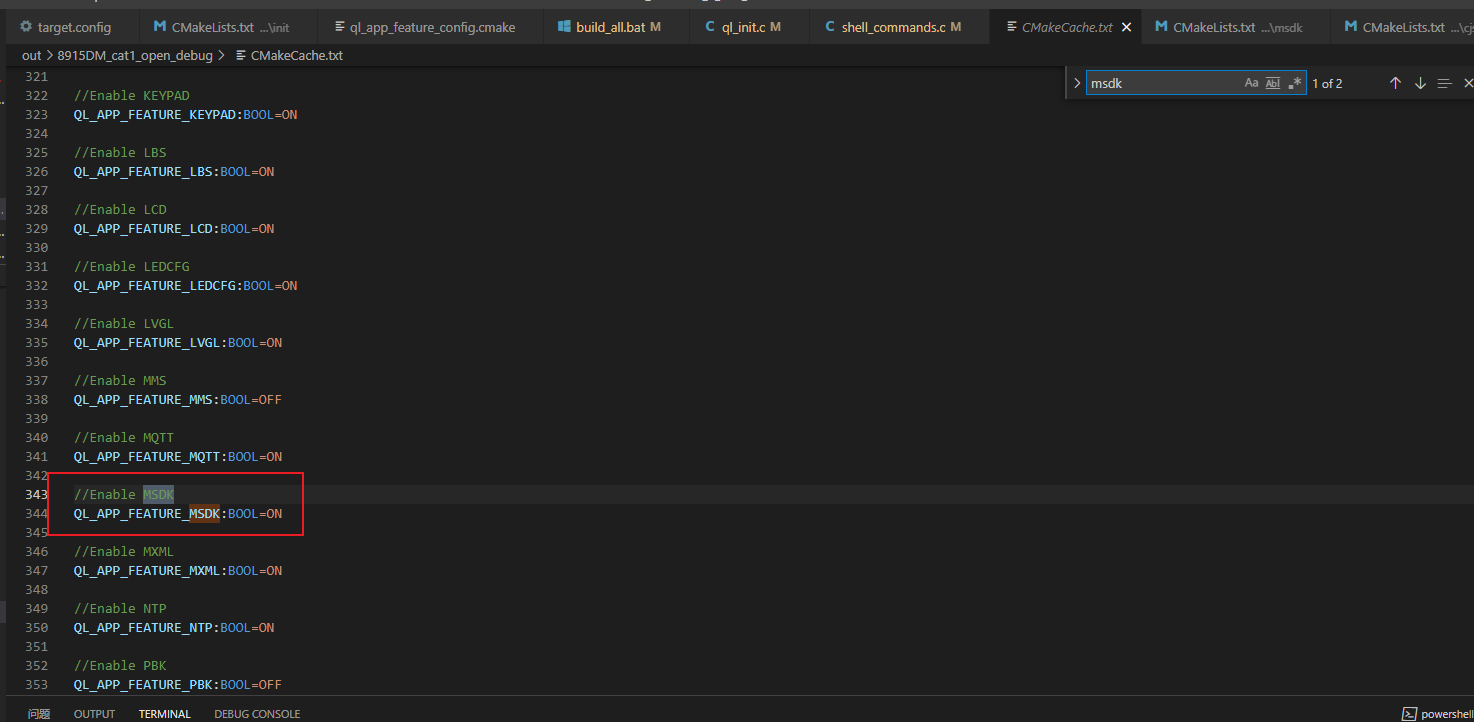 target.config M CMakeLists.txt ...\init ql_app_feature_config.cmake build_all.bat M C ql_init.c M C shell_commands.c M CMakeCache.txt M CMakeLists.txt ...\msdk M CMakeLists.txt
out > 8915DM_cat1_open_debug > CMakeCache.txt
msdk Aa Abl .* 1 of 2
321
322 //Enable KEYPAD
323 QL_APP_FEATURE_KEYPAD:BOOL=ON
324
325 //Enable LBS
326 QL_APP_FEATURE_LBS:BOOL=ON
327
328 //Enable LCD
329 QL_APP_FEATURE_LCD:BOOL=ON
330
331 //Enable LEDCFG
332 QL_APP_FEATURE_LEDCFG:BOOL=ON
333
334 //Enable LVGL
335 QL_APP_FEATURE_LVGL:BOOL=ON
336
337 //Enable MMS
338 QL_APP_FEATURE_MMS:BOOL=OFF
339
340 //Enable MQTT
341 QL_APP_FEATURE_MQTT:BOOL=ON
342
343 //Enable MSDK
344 QL_APP_FEATURE_MSDK:BOOL=ON
345
346 //Enable MXML
347 QL_APP_FEATURE_MXML:BOOL=ON
348
349 //Enable NTP
350 QL_APP_FEATURE_NTP:BOOL=ON
351
352 //Enable PBK
353 QL_APP_FEATURE_PBK:BOOL=OFF
问题 OUTPUT TERMINAL DEBUG CONSOLE powershell